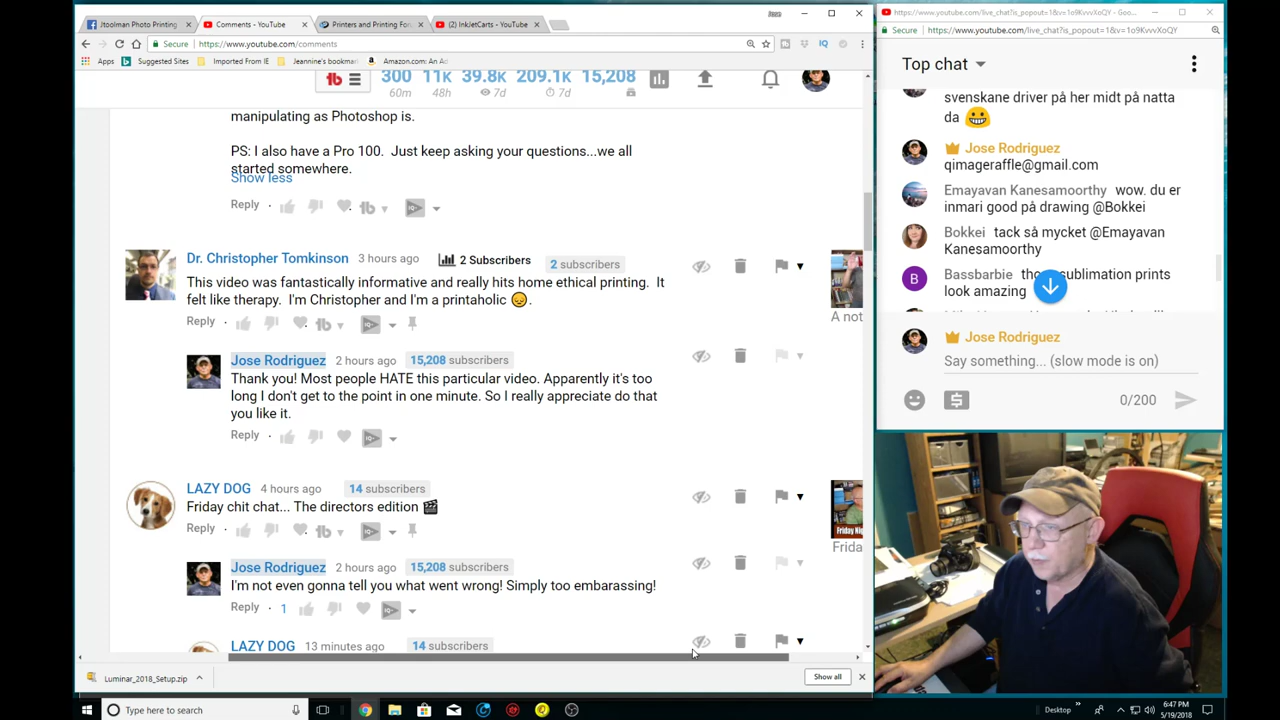 Jtoolman Photo Printing
Comments - YouTube
Printers and Printing For
(2) InkJetCarts - YouTube
Jose
Secure
https://www.youtube.com/comments
Apps
Suggested Sites
Imported From IE
Jeannine's bookmar
Amazon.com: An Ad
300
11k
39.8k
209.1k
15,208
60m
48h
7d
7d
manipulating as Photoshop is.
PS: I also have a Pro 100. Just keep asking your questions...we all
started somewhere.
Show less
Reply
Dr. Christopher Tomkinson 3 hours ago 2 Subscribers 2 subscribers
This video was fantastically informative and really hits home ethical printing. It
felt like therapy. I'm Christopher and I'm a printaholic 😞.
A not
Reply
Jose Rodriguez 2 hours ago 15,208 subscribers
Thank you! Most people HATE this particular video. Apparently it's too
long I don't get to the point in one minute. So I really appreciate do that
you like it.
Reply
LAZY DOG 4 hours ago 14 subscribers
Friday chit chat... The directors edition 🎬
Reply
Frida
Jose Rodriguez 2 hours ago 15,208 subscribers
I'm not even gonna tell you what went wrong! Simply too embarassing!
Reply 1
LAZY DOG 13 minutes ago 14 subscribers
Luminar_2018_Setup.zip
Show all
Type here to search
Desktop
6:47 PM
5/19/2018
https://www.youtube.com/live_chat?is_popout=1&v=1o9KvvvXoQY - Goo...
Secure
https://www.youtube.com/live_chat?is_popout=1&v=1o9KvvvXoQY
Top chat
svenskane driver på her midt på natta
da 😀
Jose Rodriguez
qimageraffle@gmail.com
Emayavan Kanesamoorthy wow. du er
inmari good på drawing @Bokkei
Bokkei tack så mycket @Emayavan
Kanesamoorthy
B
Bassbarbie
sublimation prints
look amazing
Jose Rodriguez
Say something... (slow mode is on)
0/200